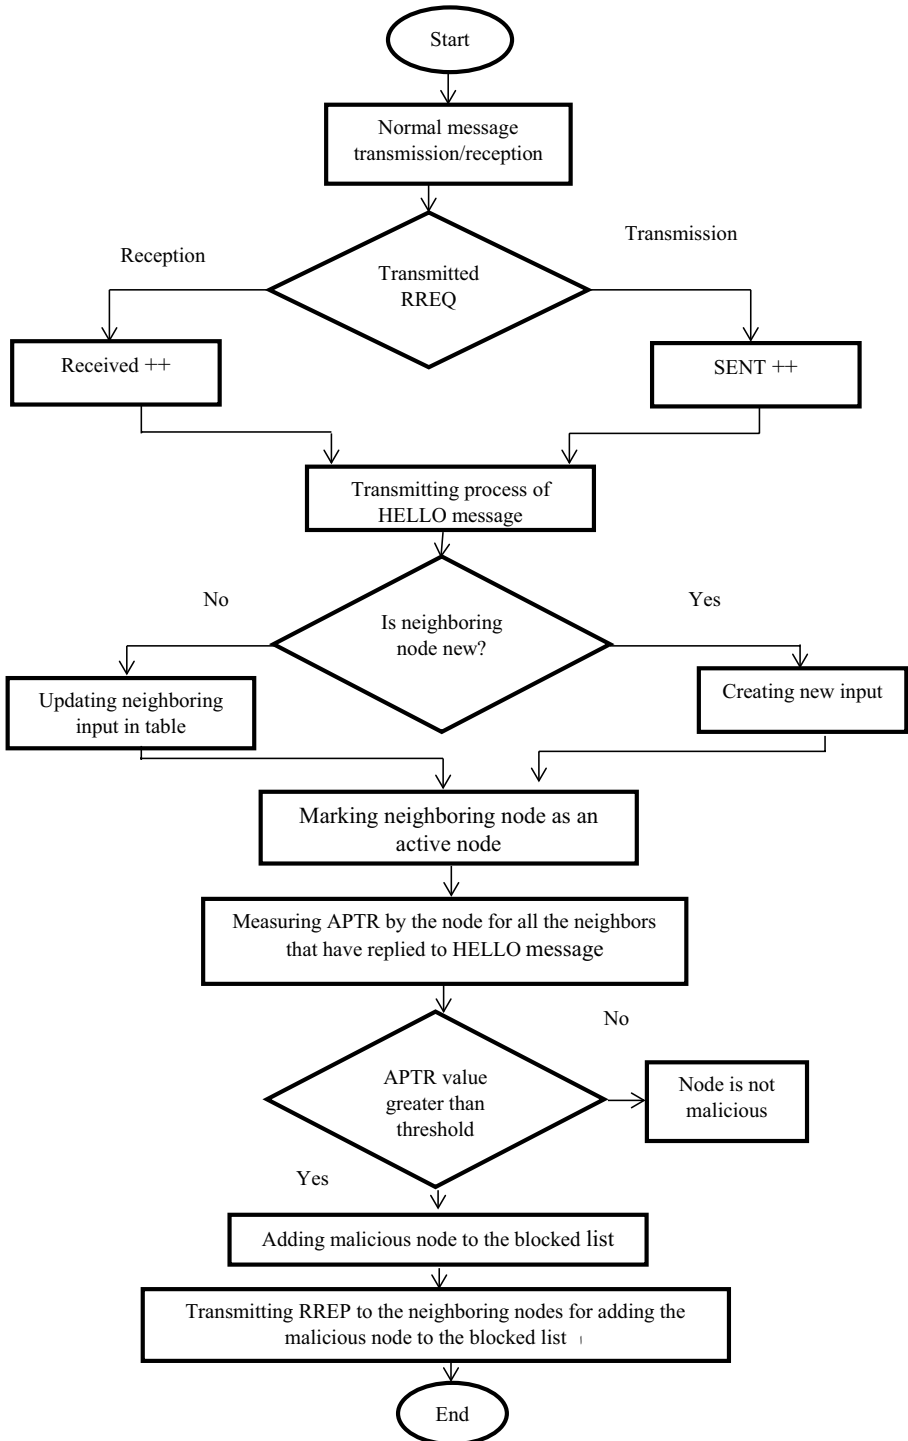 Start
Normal message
transmission/reception
Reception
Transmission
Transmitted
RREQ
Received ++
SENT ++
Transmitting process of
HELLO message
No
Yes
Is neighboring
node new?
Updating neighboring
input in table
Creating new input
Marking neighboring node as an
active node
Measuring APTR by the node for all the neighbors
that have replied to HELLO message
No
APTR value
greater than
threshold
Node is not
malicious
Yes
Adding malicious node to the blocked list
Transmitting RREP to the neighboring nodes for adding the
malicious node to the blocked list
End